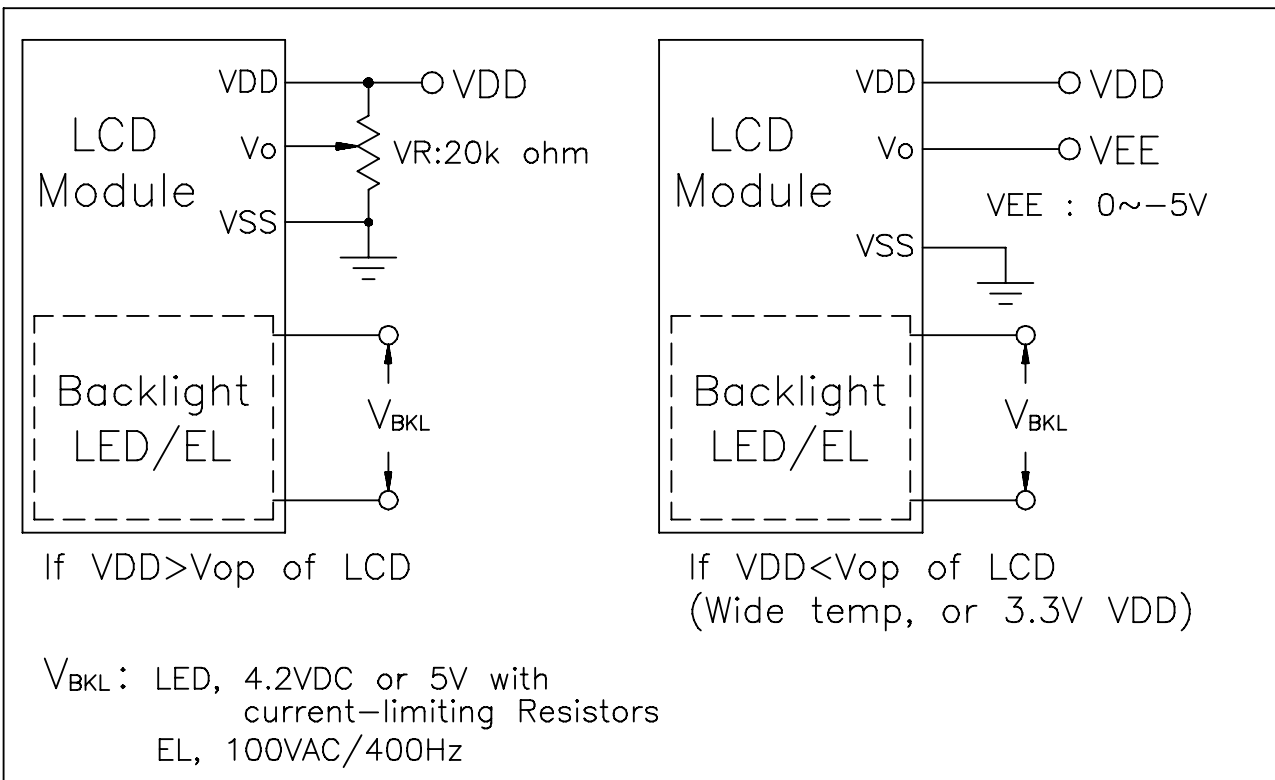 VDD
VDD
LCD
Module
Vo
VR:20k ohm
VSS
Backlight
LED/EL
VBKL
If VDD>Vop of LCD
VDD
VDD
LCD
Module
Vo
VEE
VEE : 0~-5V
VSS
Backlight
LED/EL
VBKL
If VDD<Vop of LCD
(Wide temp, or 3.3V VDD)
VBKL: LED, 4.2VDC or 5V with
current-limiting Resistors
EL, 100VAC/400Hz